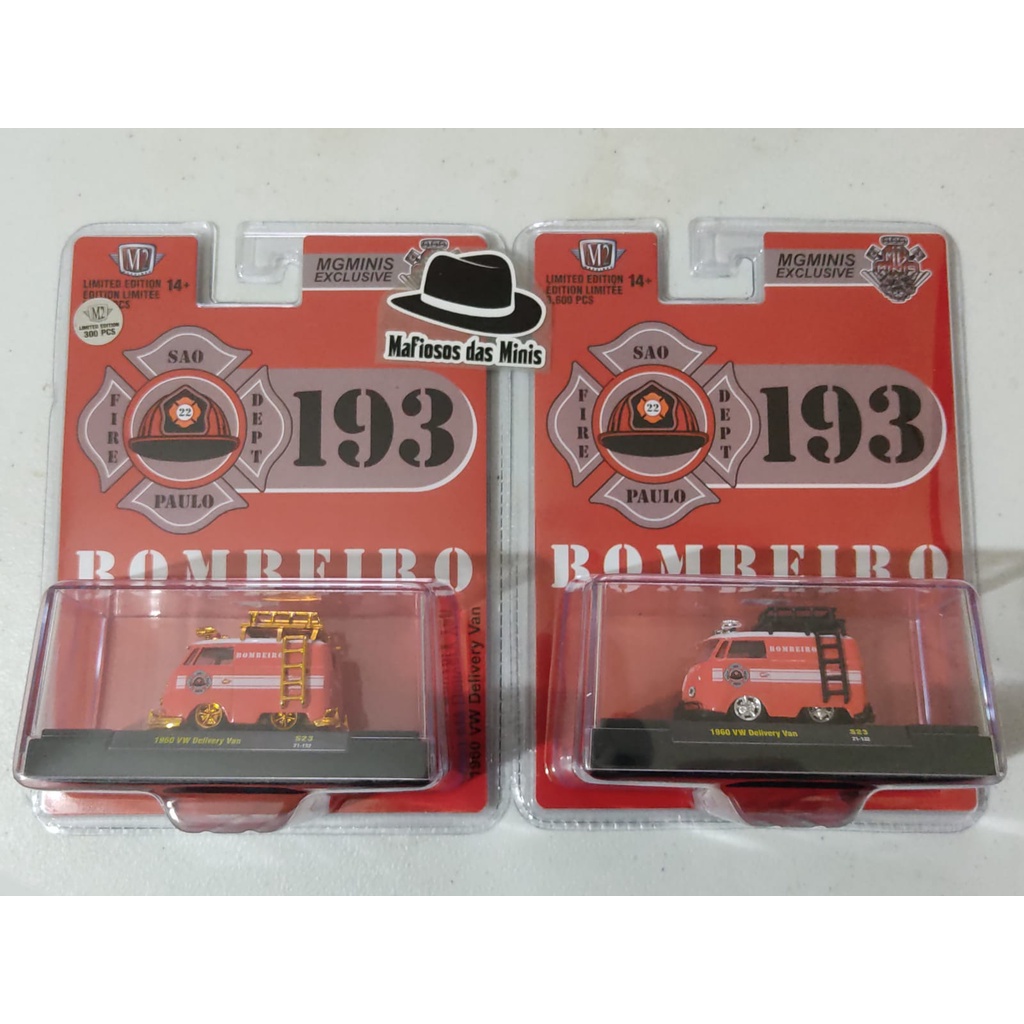 M2
LIMITED EDITION 14+
EDITION LIMITEE
PCS
M2
LIMITED EDITION
300 PCS
MGMINIS
EXCLUSIVE
Mafiosos das Minis
SAO
FIRE
22
DEPT
PAULO
193
BOMBEIRO
BOMBEIRO
1960 VW Delivery Van
S23
1960 VW Delivery Van
M2
LIMITED EDITION 14+
EDITION LIMITEE
PCS
MGMINIS
EXCLUSIVE
SAO
FIRE
22
DEPT
PAULO
193
BOMBEIRO
BOMBEIRO
1960 VW Delivery Van
S23